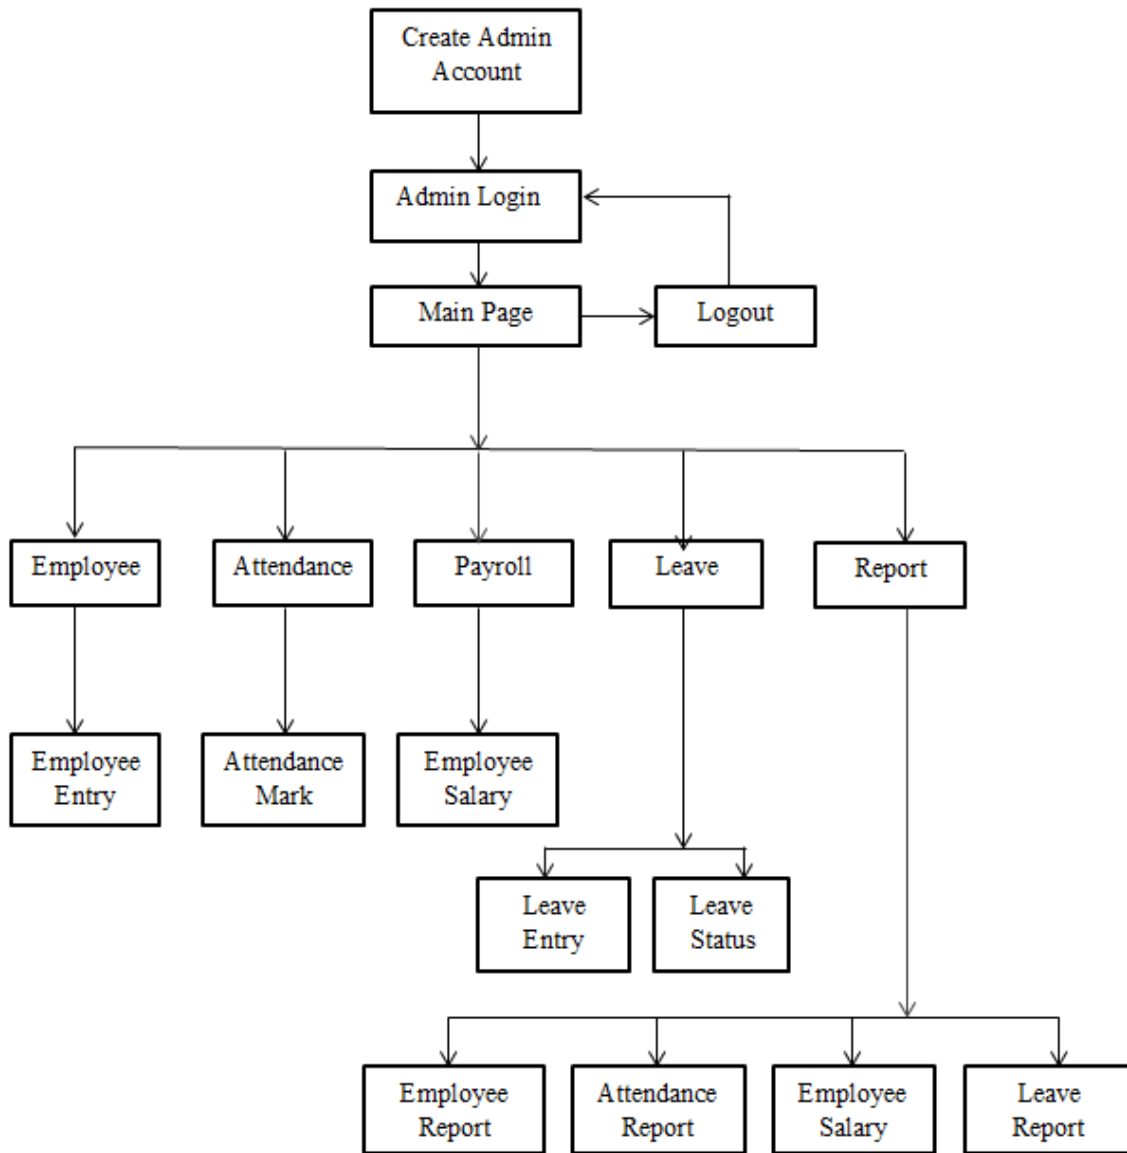 Create Admin
Account
Admin Login
Main Page
Logout
Employee
Attendance
Payroll
Leave
Report
Employee
Entry
Attendance
Mark
Employee
Salary
Leave
Entry
Leave
Status
Employee
Report
Attendance
Report
Employee
Salary
Leave
Report